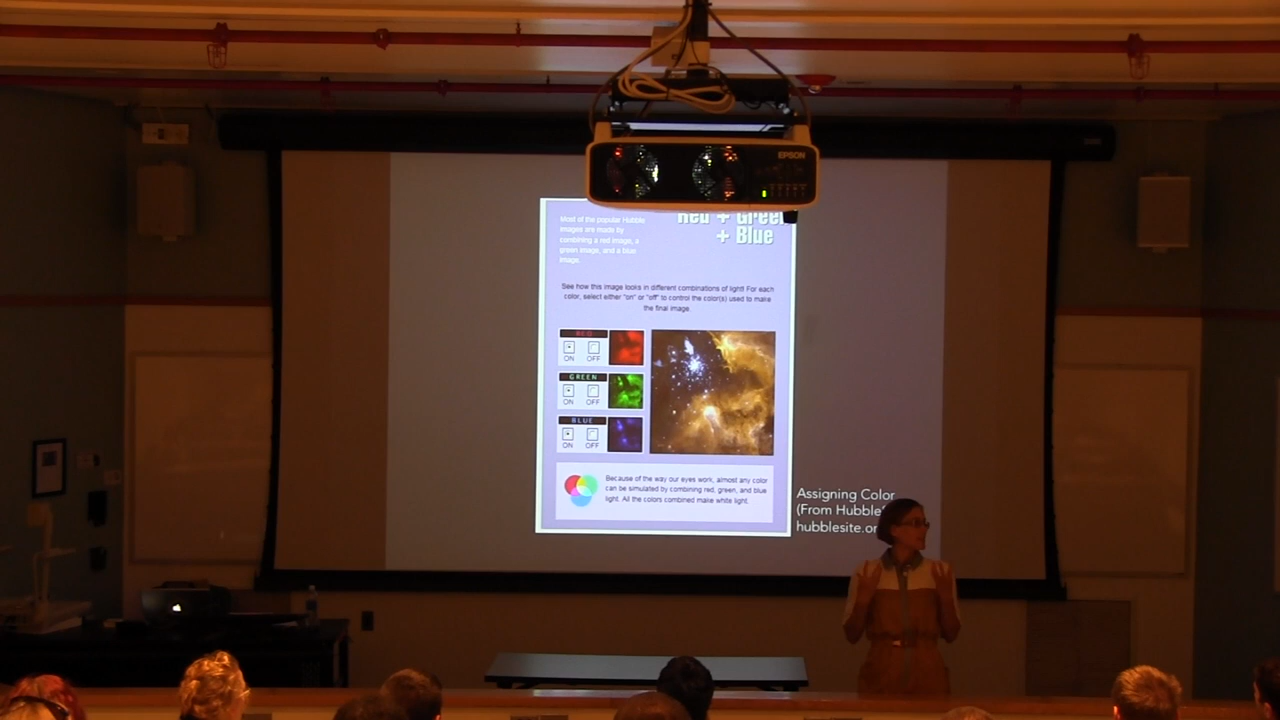 EPSON
Most of the popular Hubble
images are made by
combining a red image, a
green image, and a blue
image.
Red + Green
+ Blue
See how this image looks in different combinations of light! For each
color, select either "on" or "off" to control the color(s) used to make
the final image.
RED
ON OFF
GREEN
ON OFF
BLUE
ON OFF
Because of the way our eyes work, almost any color
can be simulated by combining red, green, and blue
light. All the colors combined make white light.
Assigning Color
(From Hubble
hubblesite.or